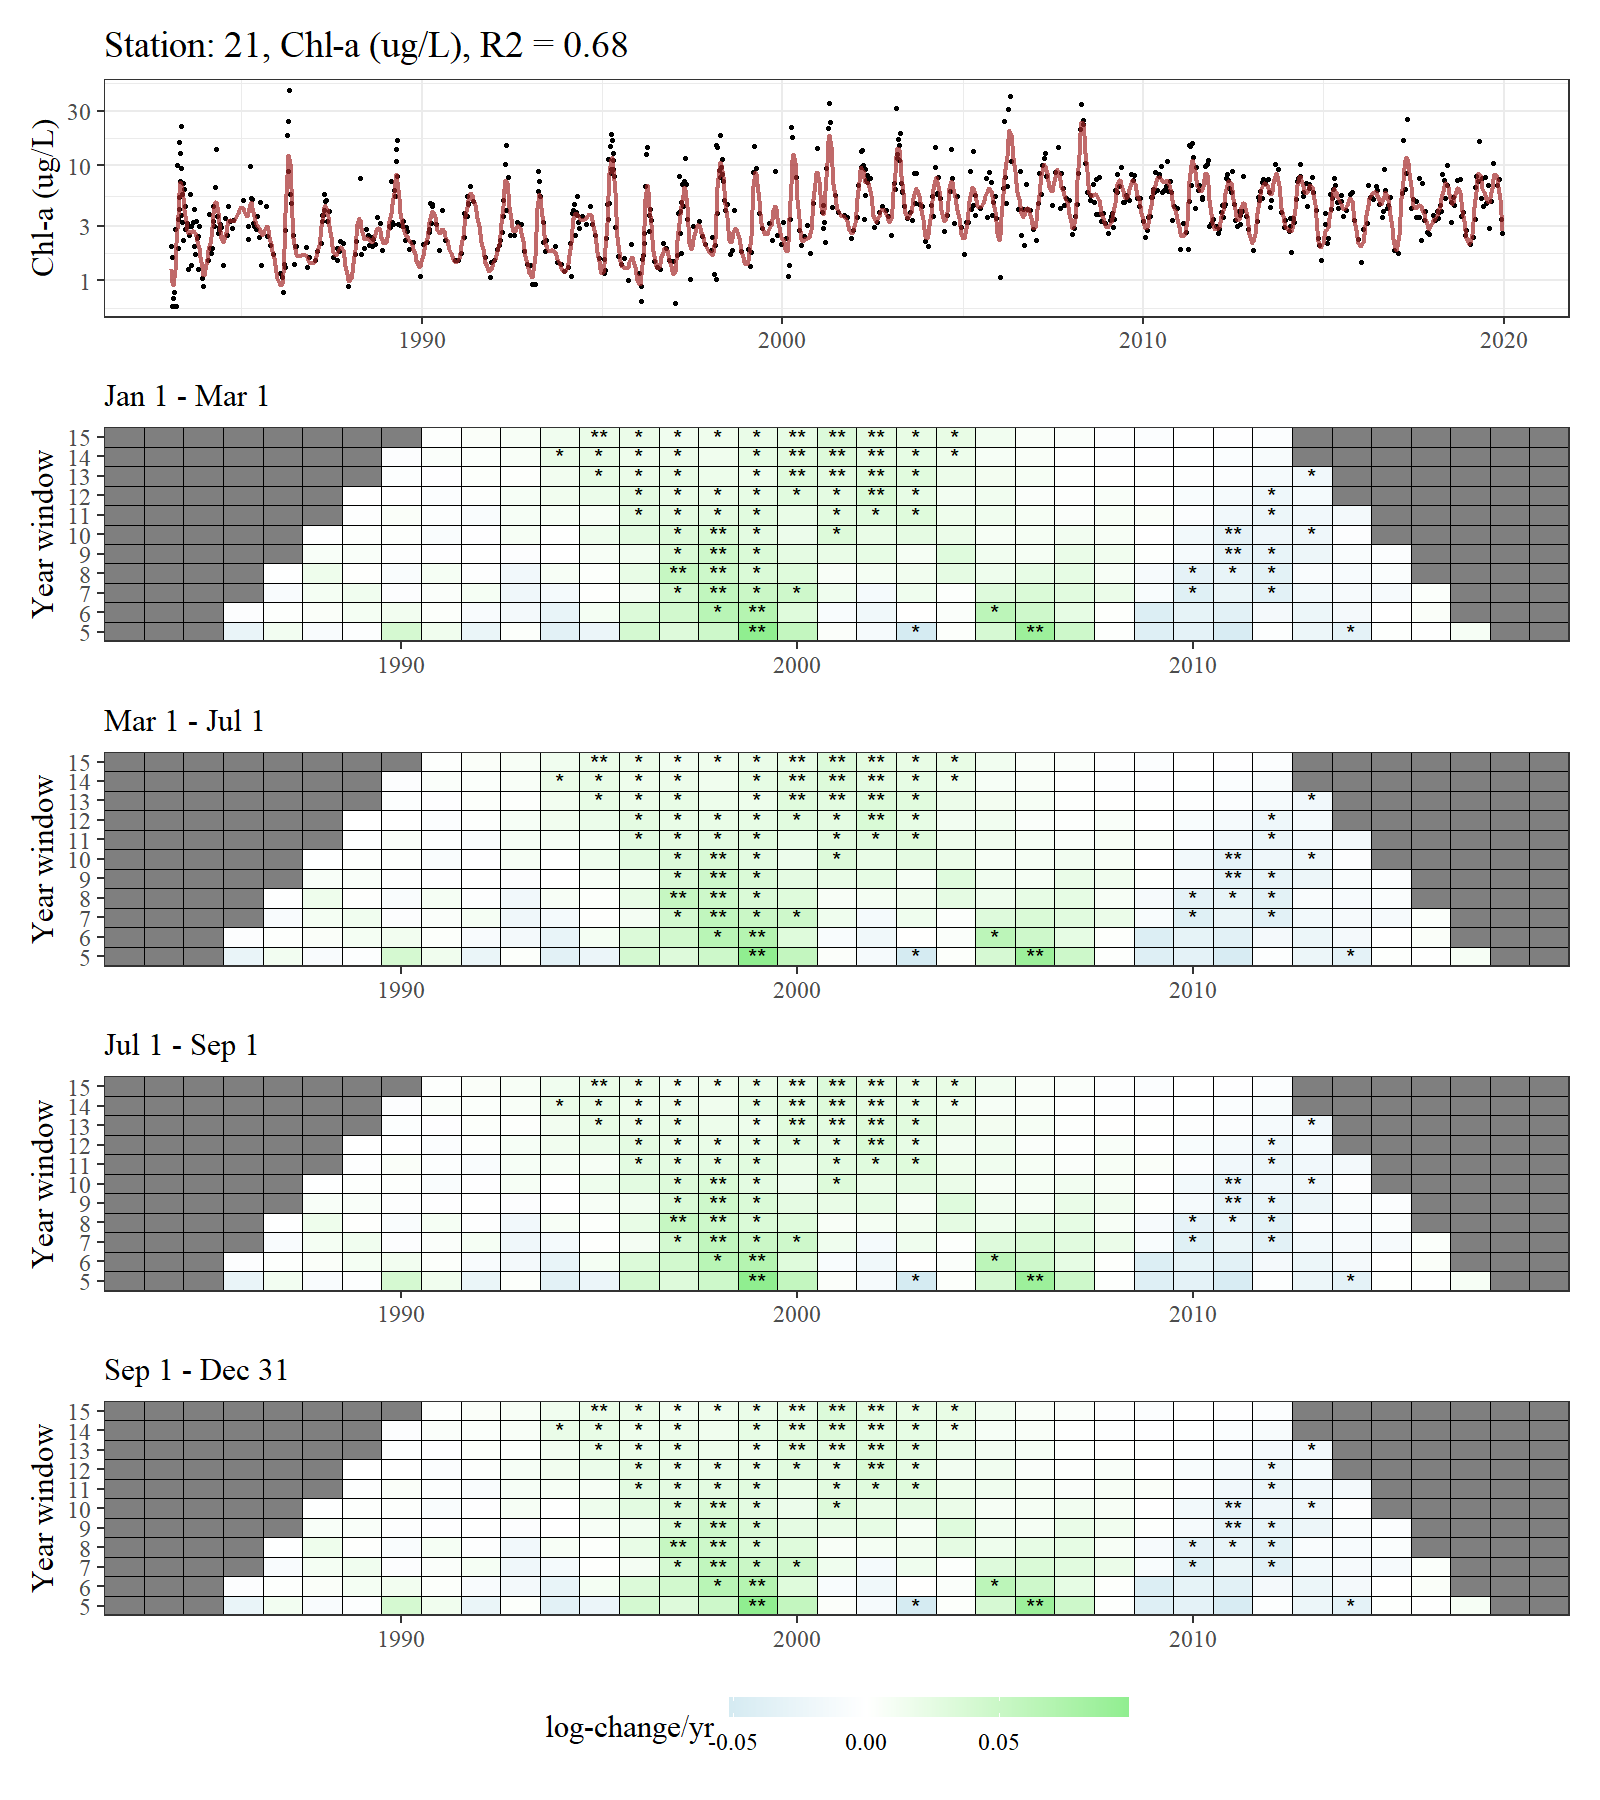 Station: 21, Chl-a (ug/L), R2 = 0.68
Chl-a (ug/L)
30
10
3
1
1990 2000 2010 2020
Jan 1 - Mar 1
Year window
15 ** * * * * ** ** ** * *
14 * * * * * ** ** ** * *
13 * * * * ** ** ** * *
12 * * * * * * ** * *
11 * * * * * * * *
10 * ** * * ** *
9 * ** * ** *
8 ** ** * * * *
7 * ** * * * *
6 * ** *
5 ** * ** *
1990 2000 2010
Mar 1 - Jul 1
Year window
15 ** * * * * ** ** ** * *
14 * * * * * ** ** ** * *
13 * * * * ** ** ** * *
12 * * * * * * ** * *
11 * * * * * * * *
10 * ** * * ** *
9 * ** * ** *
8 ** ** * * * *
7 * ** * * * *
6 * ** *
5 ** * ** *
1990 2000 2010
Jul 1 - Sep 1
Year window
15 ** * * * * ** ** ** * *
14 * * * * * ** ** ** * *
13 * * * * ** ** ** * *
12 * * * * * * ** * *
11 * * * * * * * *
10 * ** * * ** *
9 * ** * ** *
8 ** ** * * * *
7 * ** * * * *
6 * ** *
5 ** * ** *
1990 2000 2010
Sep 1 - Dec 31
Year window
15 ** * * * * ** ** ** * *
14 * * * * * ** ** ** * *
13 * * * * ** ** ** * *
12 * * * * * * ** * *
11 * * * * * * * *
10 * ** * * ** *
9 * ** * ** *
8 ** ** * * * *
7 * ** * * * *
6 * ** *
5 ** * ** *
1990 2000 2010
log-change/yr
-0.05 0.00 0.05